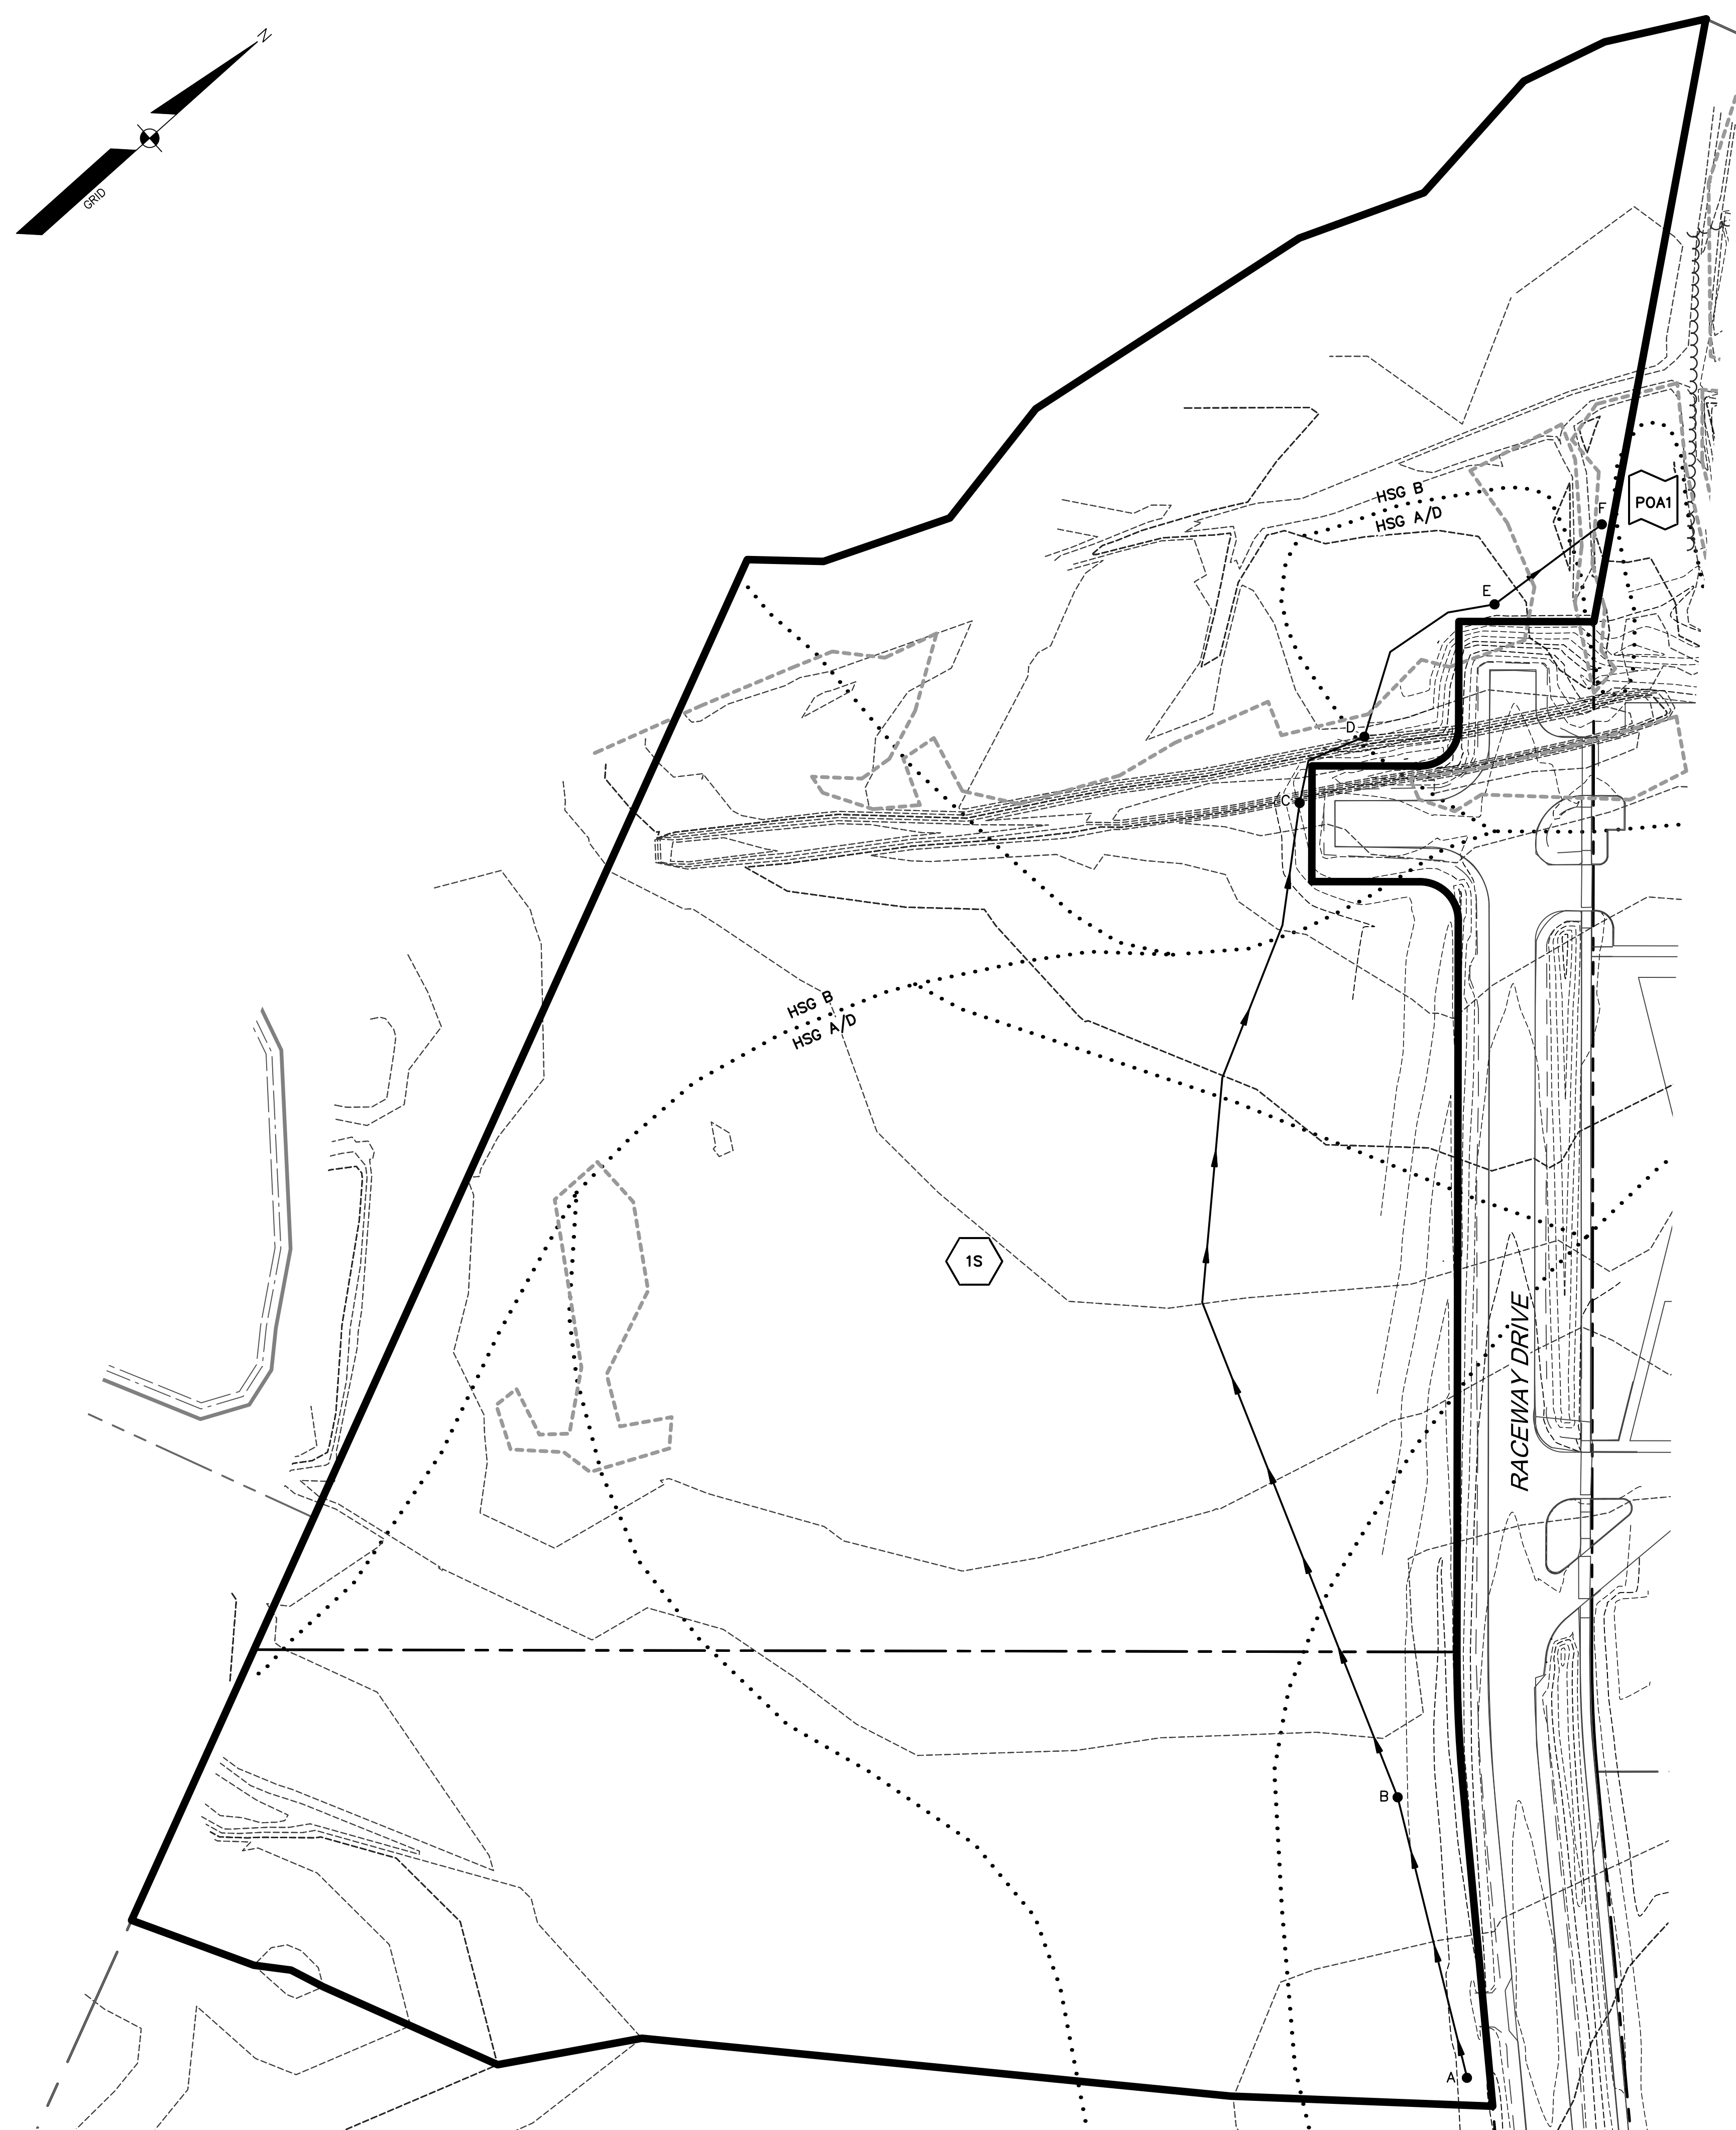 N
GRID
HSG B
HSG A/D
F
POA1
E
D
C
HSG B
HSG A/D
1S
RACEWAY DRIVE
B
A